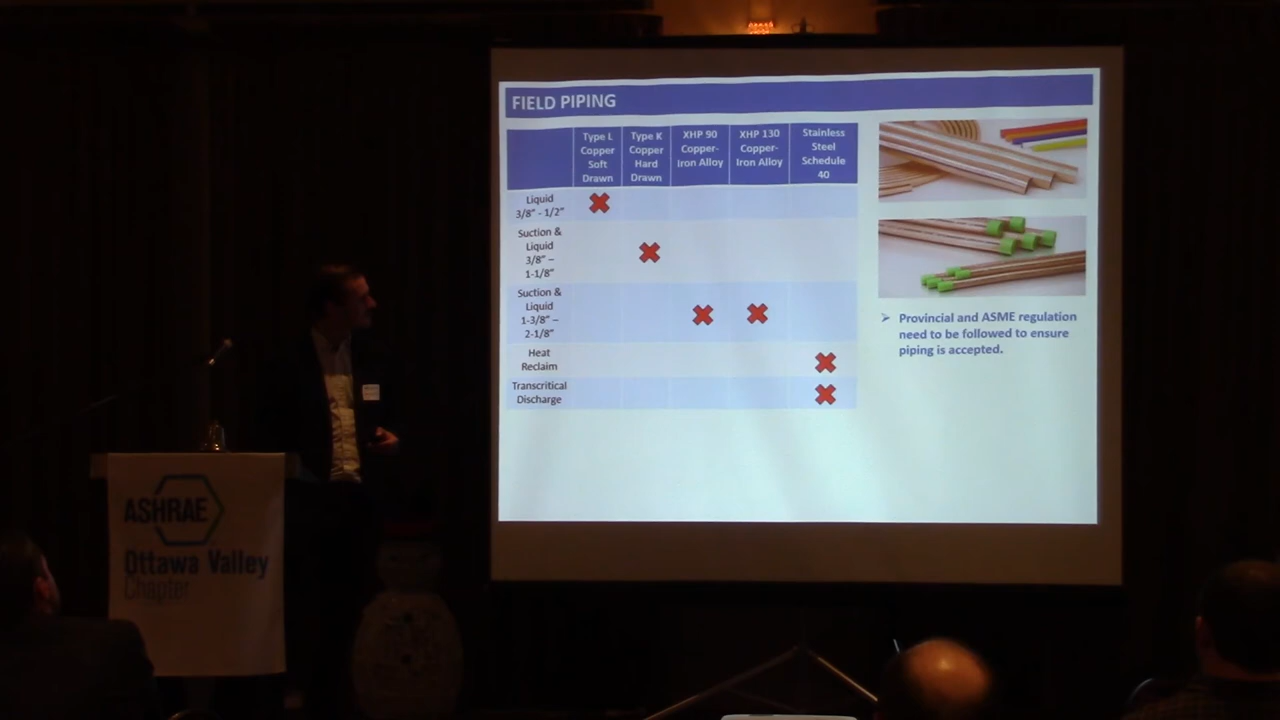 FIELD PIPING
Type L
Copper
Soft
Drawn
Type K
Copper
Hard
Drawn
XHP 90
Copper-
Iron Alloy
XHP 130
Copper-
Iron Alloy
Stainless
Steel
Schedule
40
Liquid
3/8" - 1/2"
Suction &
Liquid
3/8" –
1-1/8"
Suction &
Liquid
1-3/8" –
2-1/8"
Heat
Reclaim
Transcritical
Discharge
➤ Provincial and ASME regulation
need to be followed to ensure
piping is accepted.
ASHRAE
Ottawa Valley
Chapter